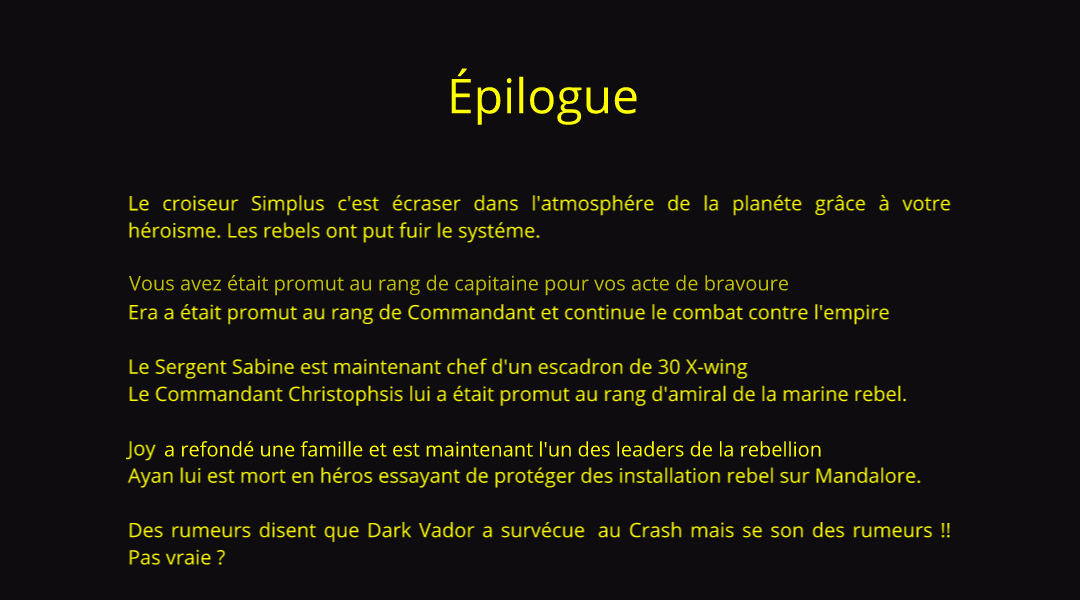 Épilogue
Le croiseur Simplus c'est écraser dans l'atmosphére de la planéte grâce à votre
héroisme. Les rebels ont put fuir le systéme.
Vous avez était promut au rang de capitaine pour vos acte de bravoure
Era a était promut au rang de Commandant et continue le combat contre l'empire
Le Sergent Sabine est maintenant chef d'un escadron de 30 X-wing
Le Commandant Christophsis lui a était promut au rang d'amiral de la marine rebel.
Joy a refondé une famille et est maintenant l'un des leaders de la rebellion
Ayan lui est mort en héros essayant de protéger des installation rebel sur Mandalore.
Des rumeurs disent que Dark Vador a survécue au Crash mais se son des rumeurs !!
Pas vraie ?